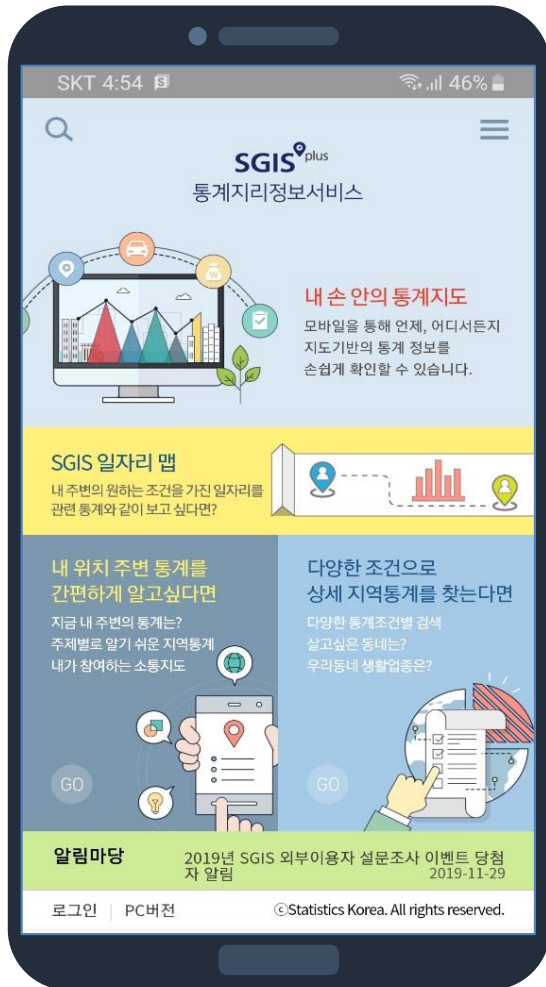 SKT 4:54 46%
SGIS plus
통계지리정보서비스
내 손 안의 통계지도
모바일을 통해 언제, 어디서든지
지도기반의 통계 정보를
손쉽게 확인할 수 있습니다.
SGIS 일자리 맵
내 주변의 원하는 조건을 가진 일자리를
관련 통계와 같이 보고 싶다면?
내 위치 주변 통계를
간편하게 알고싶다면
지금 내 주변의 통계는?
주제별로 알기 쉬운 지역통계
내가 참여하는 소통지도
GO
다양한 조건으로
상세 지역통계를 찾는다면
다양한 통계조건별 검색
살고싶은 동네는?
우리동네 생활업종은?
GO
알림마당
2019년 SGIS 외부이용자 설문조사 이벤트 당첨
자 알림
2019-11-29
로그인 | PC버전
ⓒStatistics Korea. All rights reserved.